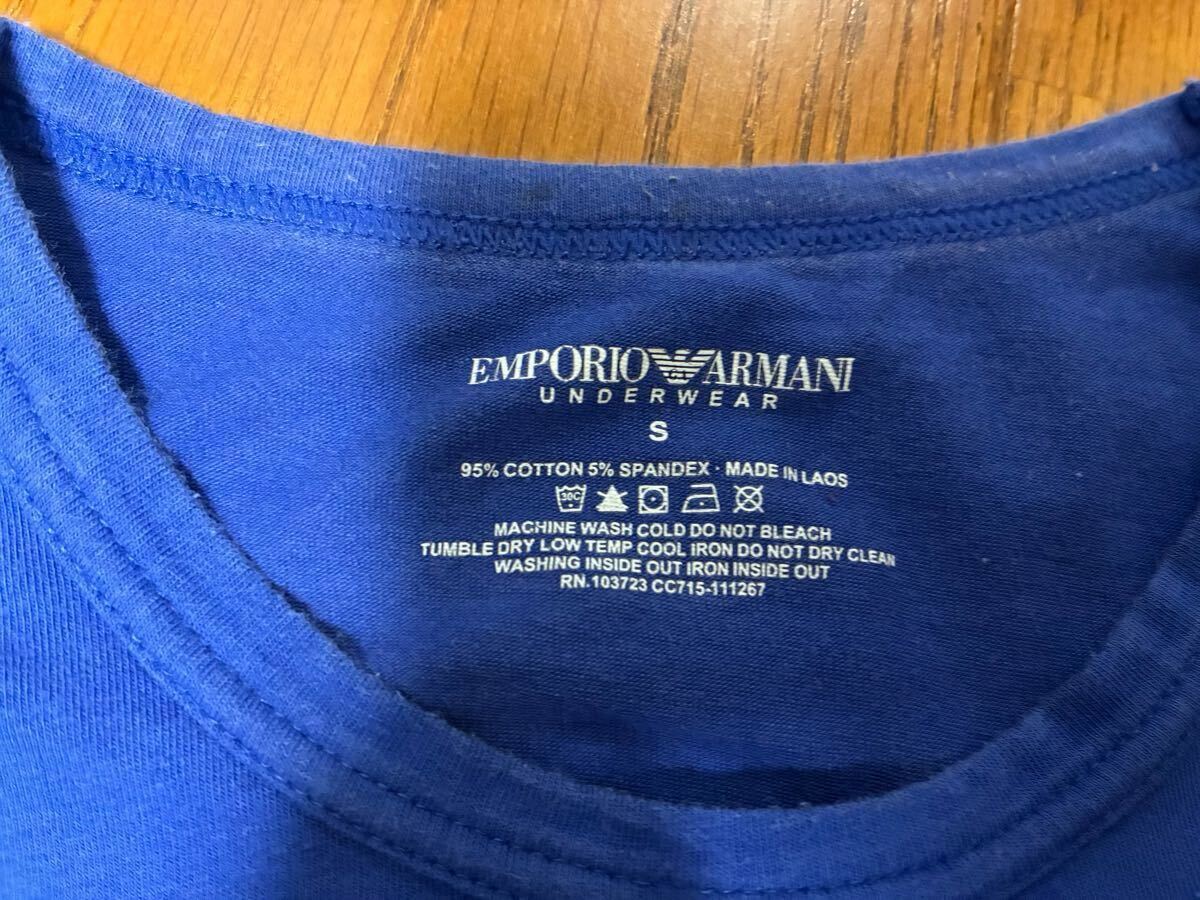 EMPORIO ARMANI
UNDERWEAR
S
95% COTTON 5% SPANDEX · MADE IN LAOS
30C
MACHINE WASH COLD DO NOT BLEACH
TUMBLE DRY LOW TEMP COOL IRON DO NOT DRY CLEAN
WASHING INSIDE OUT IRON INSIDE OUT
RN.103723 CC715-111267